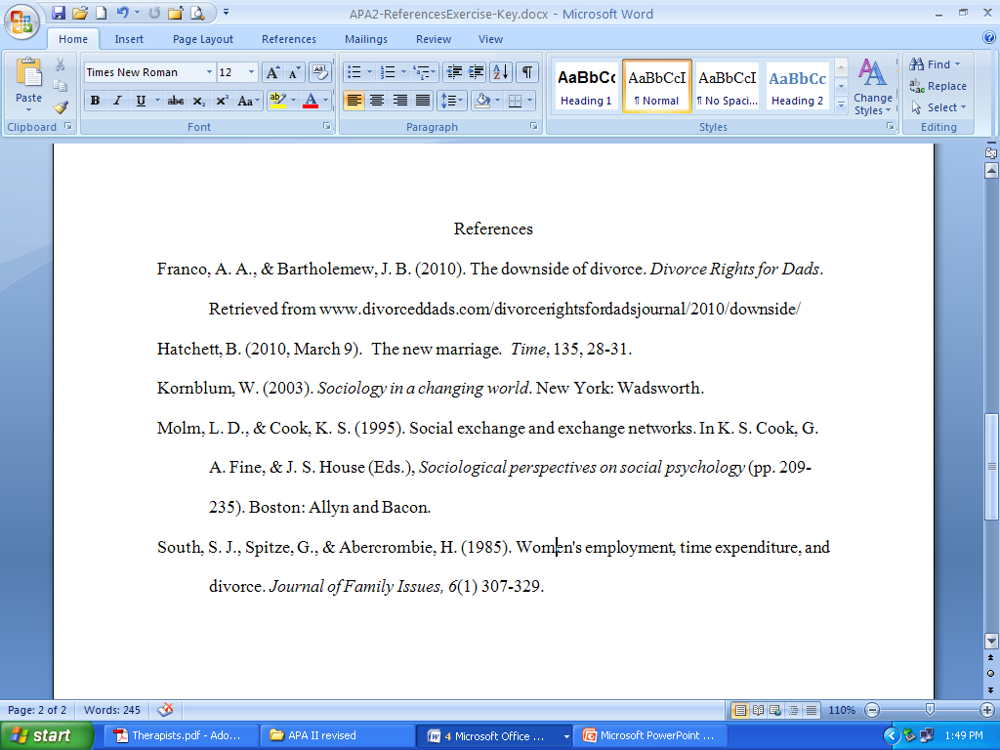 APA2-ReferencesExercise-Key.docx - Microsoft Word
Home Insert Page Layout References Mailings Review View
Times New Roman 12
Paste
B I U abc x₂ x² Aa A
AaBbCc AaBbCcI AaBbCcI AaBbCc
Heading 1 ¶ Normal ¶ No Spaci... Heading 2
Change Styles
Find
Replace
Select
Clipboard Font Paragraph Styles Editing
References
Franco, A. A., & Bartholemew, J. B. (2010). The downside of divorce. Divorce Rights for Dads.
Retrieved from www.divorceddads.com/divorcerightsfordadsjournal/2010/downside/
Hatchett, B. (2010, March 9).  The new marriage.  Time, 135, 28-31.
Kornblum, W. (2003). Sociology in a changing world. New York: Wadsworth.
Molm, L. D., & Cook, K. S. (1995). Social exchange and exchange networks. In K. S. Cook, G.
A. Fine, & J. S. House (Eds.), Sociological perspectives on social psychology (pp. 209-
235). Boston: Allyn and Bacon.
South, S. J., Spitze, G., & Abercrombie, H. (1985). Women's employment, time expenditure, and
divorce. Journal of Family Issues, 6(1) 307-329.
Page: 2 of 2 Words: 245 110%
start Therapists.pdf - Ado... APA II revised 4 Microsoft Office ... Microsoft PowerPoint ... 1:49 PM